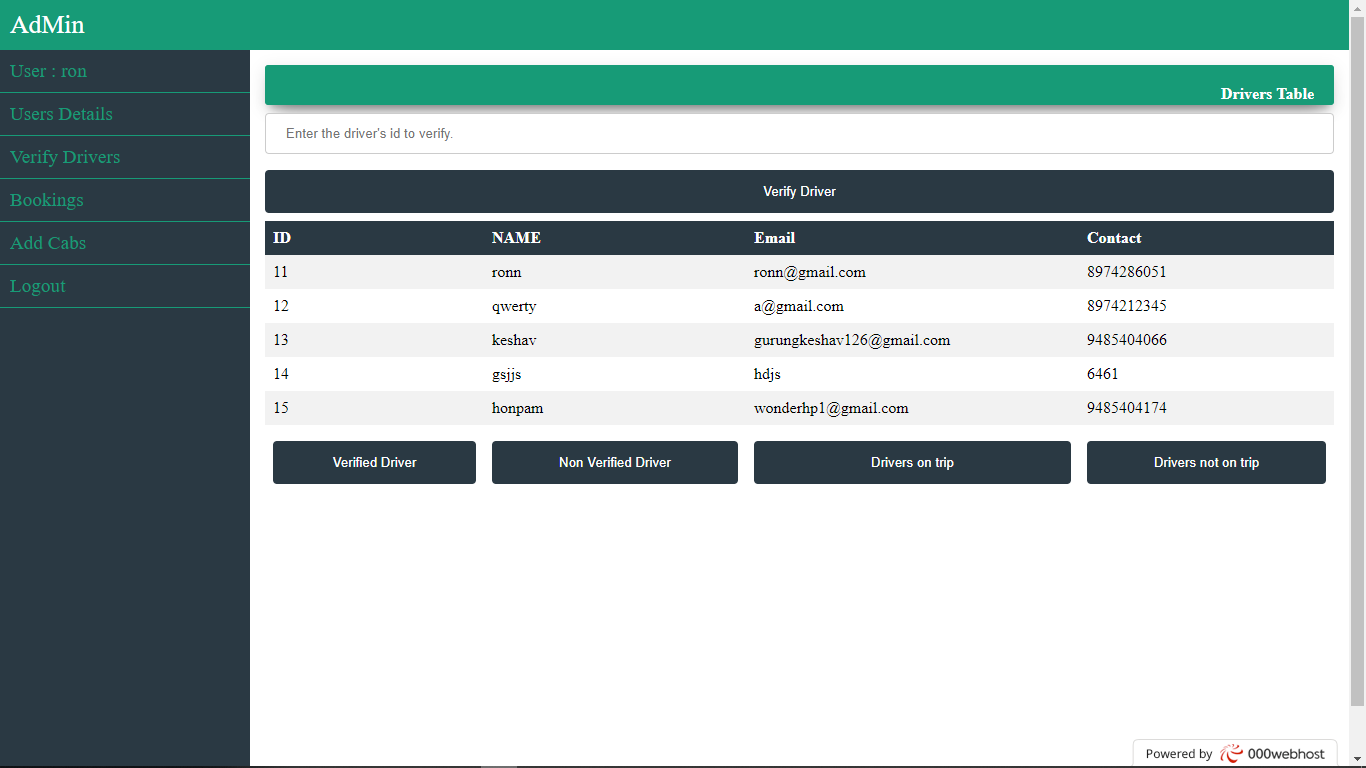 AdMin
User : ron
Users Details
Verify Drivers
Bookings
Add Cabs
Logout
Drivers Table
Enter the driver's id to verify.
Verify Driver
ID NAME Email Contact
11 ronn ronn@gmail.com 8974286051
12 qwerty a@gmail.com 8974212345
13 keshav gurungkeshav126@gmail.com 9485404066
14 gsjjs hdjs 6461
15 honpam wonderhp1@gmail.com 9485404174
Verified Driver Non Verified Driver Drivers on trip Drivers not on trip
Powered by 000webhost